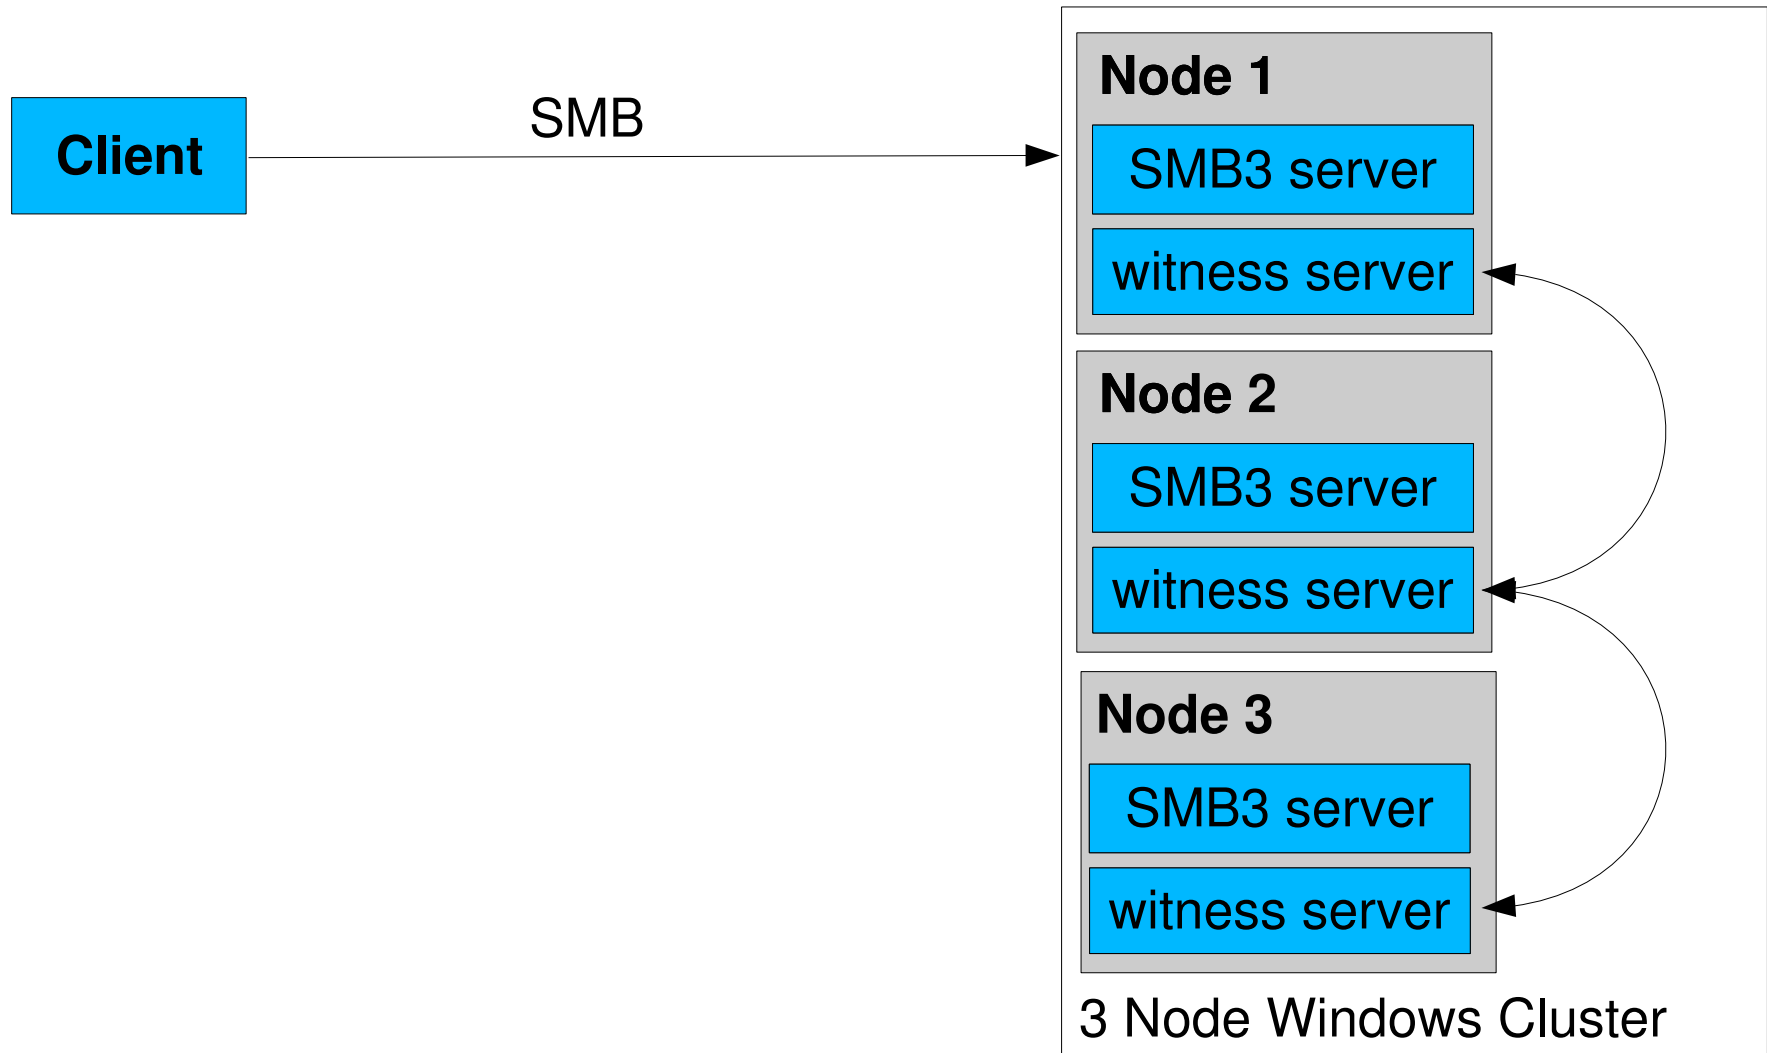 Client
SMB
Node 1
SMB3 server
witness server
Node 2
SMB3 server
witness server
Node 3
SMB3 server
witness server
3 Node Windows Cluster